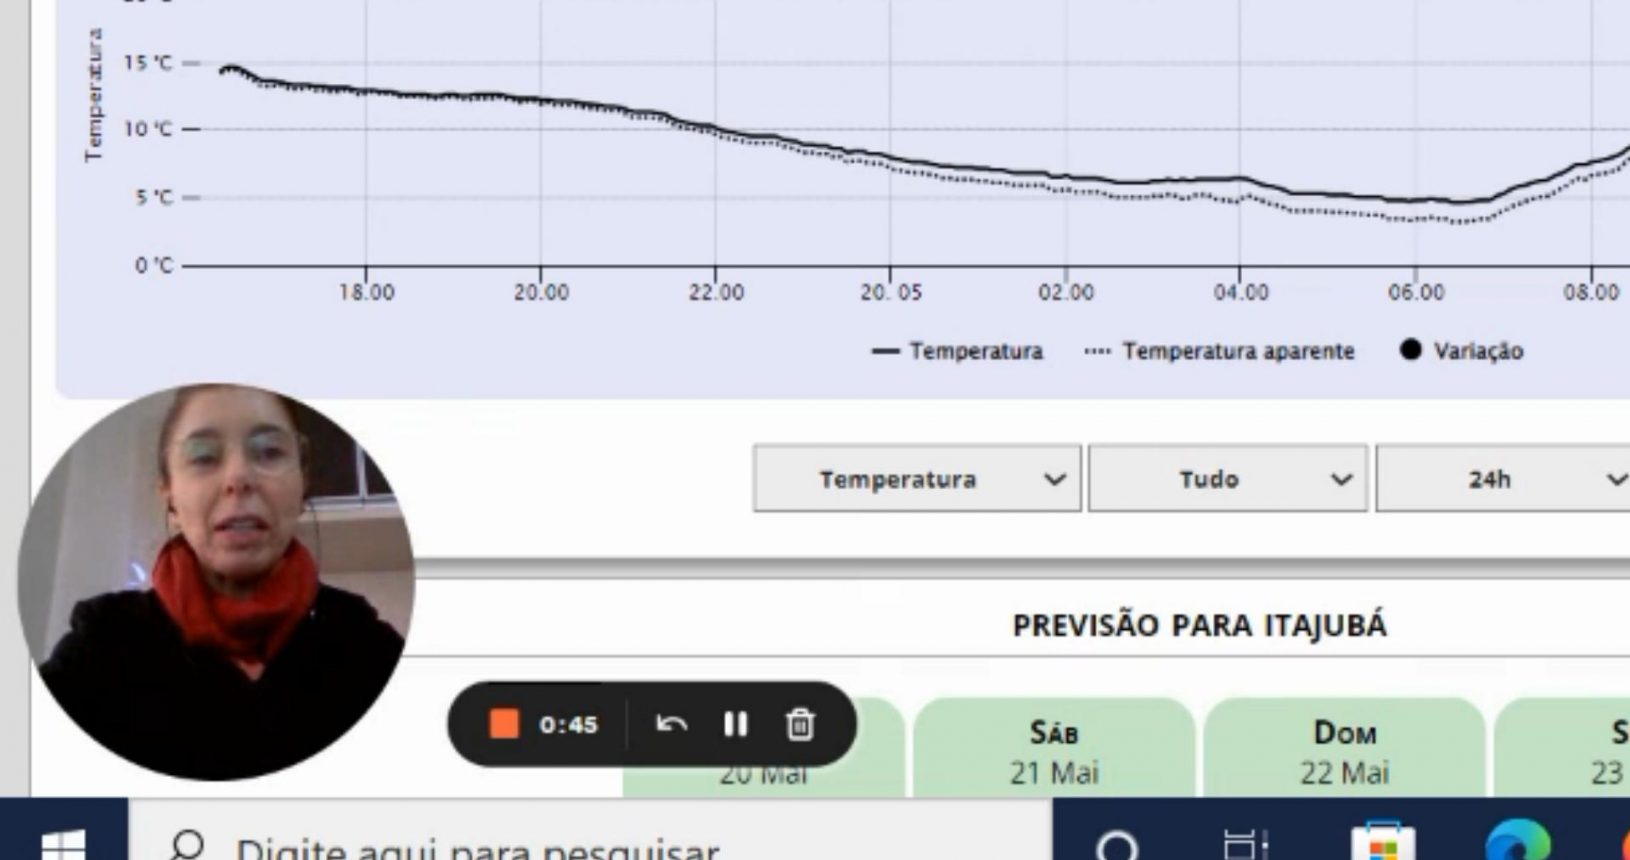 Temperatura
15 °C
10 °C
5 °C
0 °C
18.00 20.00 22.00 20. 05 02.00 04.00 06.00 08.00
Temperatura Temperatura aparente Variação
Temperatura Tudo 24h
PREVISÃO PARA ITAJUBÁ
0:45
SÁB DOM S
20 Mai 21 Mai 22 Mai 23
Digite aqui para pesquisar